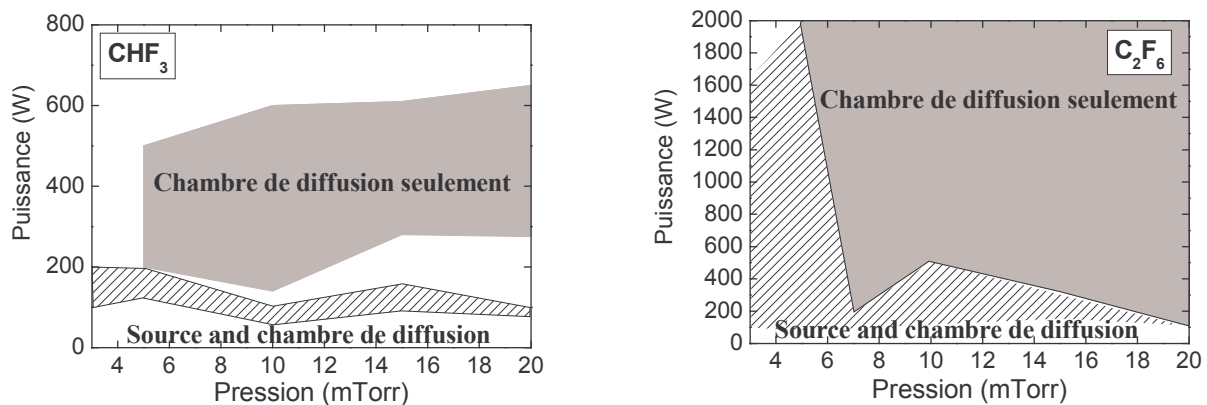 800
600
400
200
0
Puissance (W)
CHF3
Chambre de diffusion seulement
Source and chambre de diffusion
4 6 8 10 12 14 16 18 20
Pression (mTorr)
2000
1800
1600
1400
1200
1000
800
600
400
200
0
Puissance (W)
C2F6
Chambre de diffusion seulement
Source and chambre de diffusion
4 6 8 10 12 14 16 18 20
Pression (mTorr)